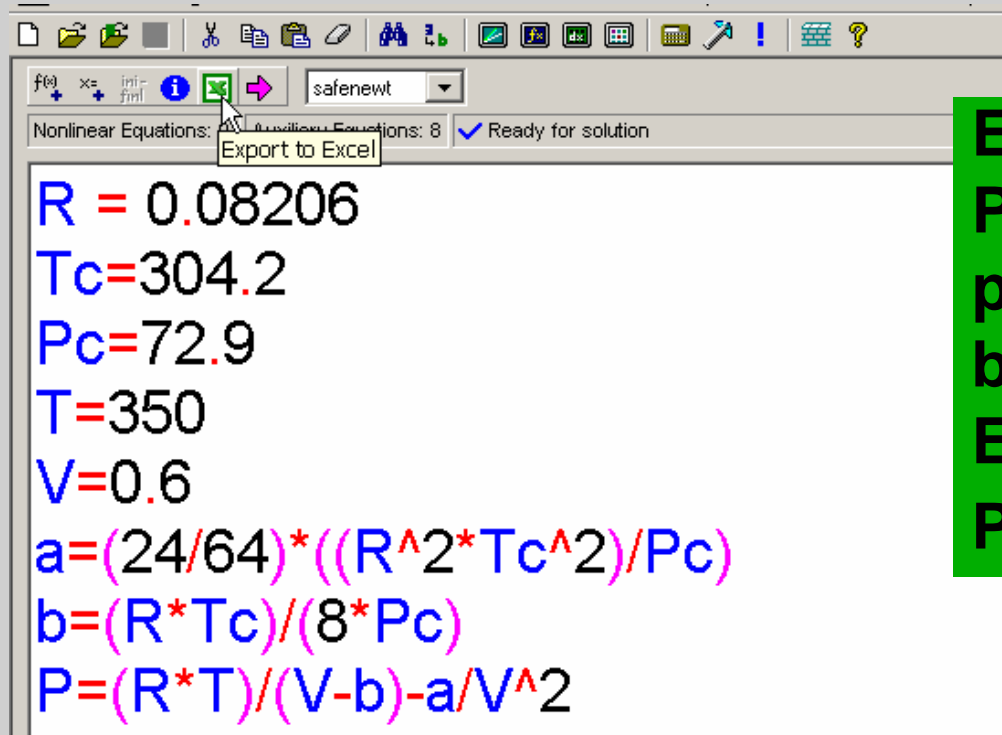 safenewt
Nonlinear Equations: Auxiliary Equations: 8 Ready for solution
Export to Excel
R = 0.08206
Tc=304.2
Pc=72.9
T=350
V=0.6
a=(24/64)*((R^2*Tc^2)/Pc)
b=(R*Tc)/(8*Pc)
P=(R*T)/(V-b)-a/V^2